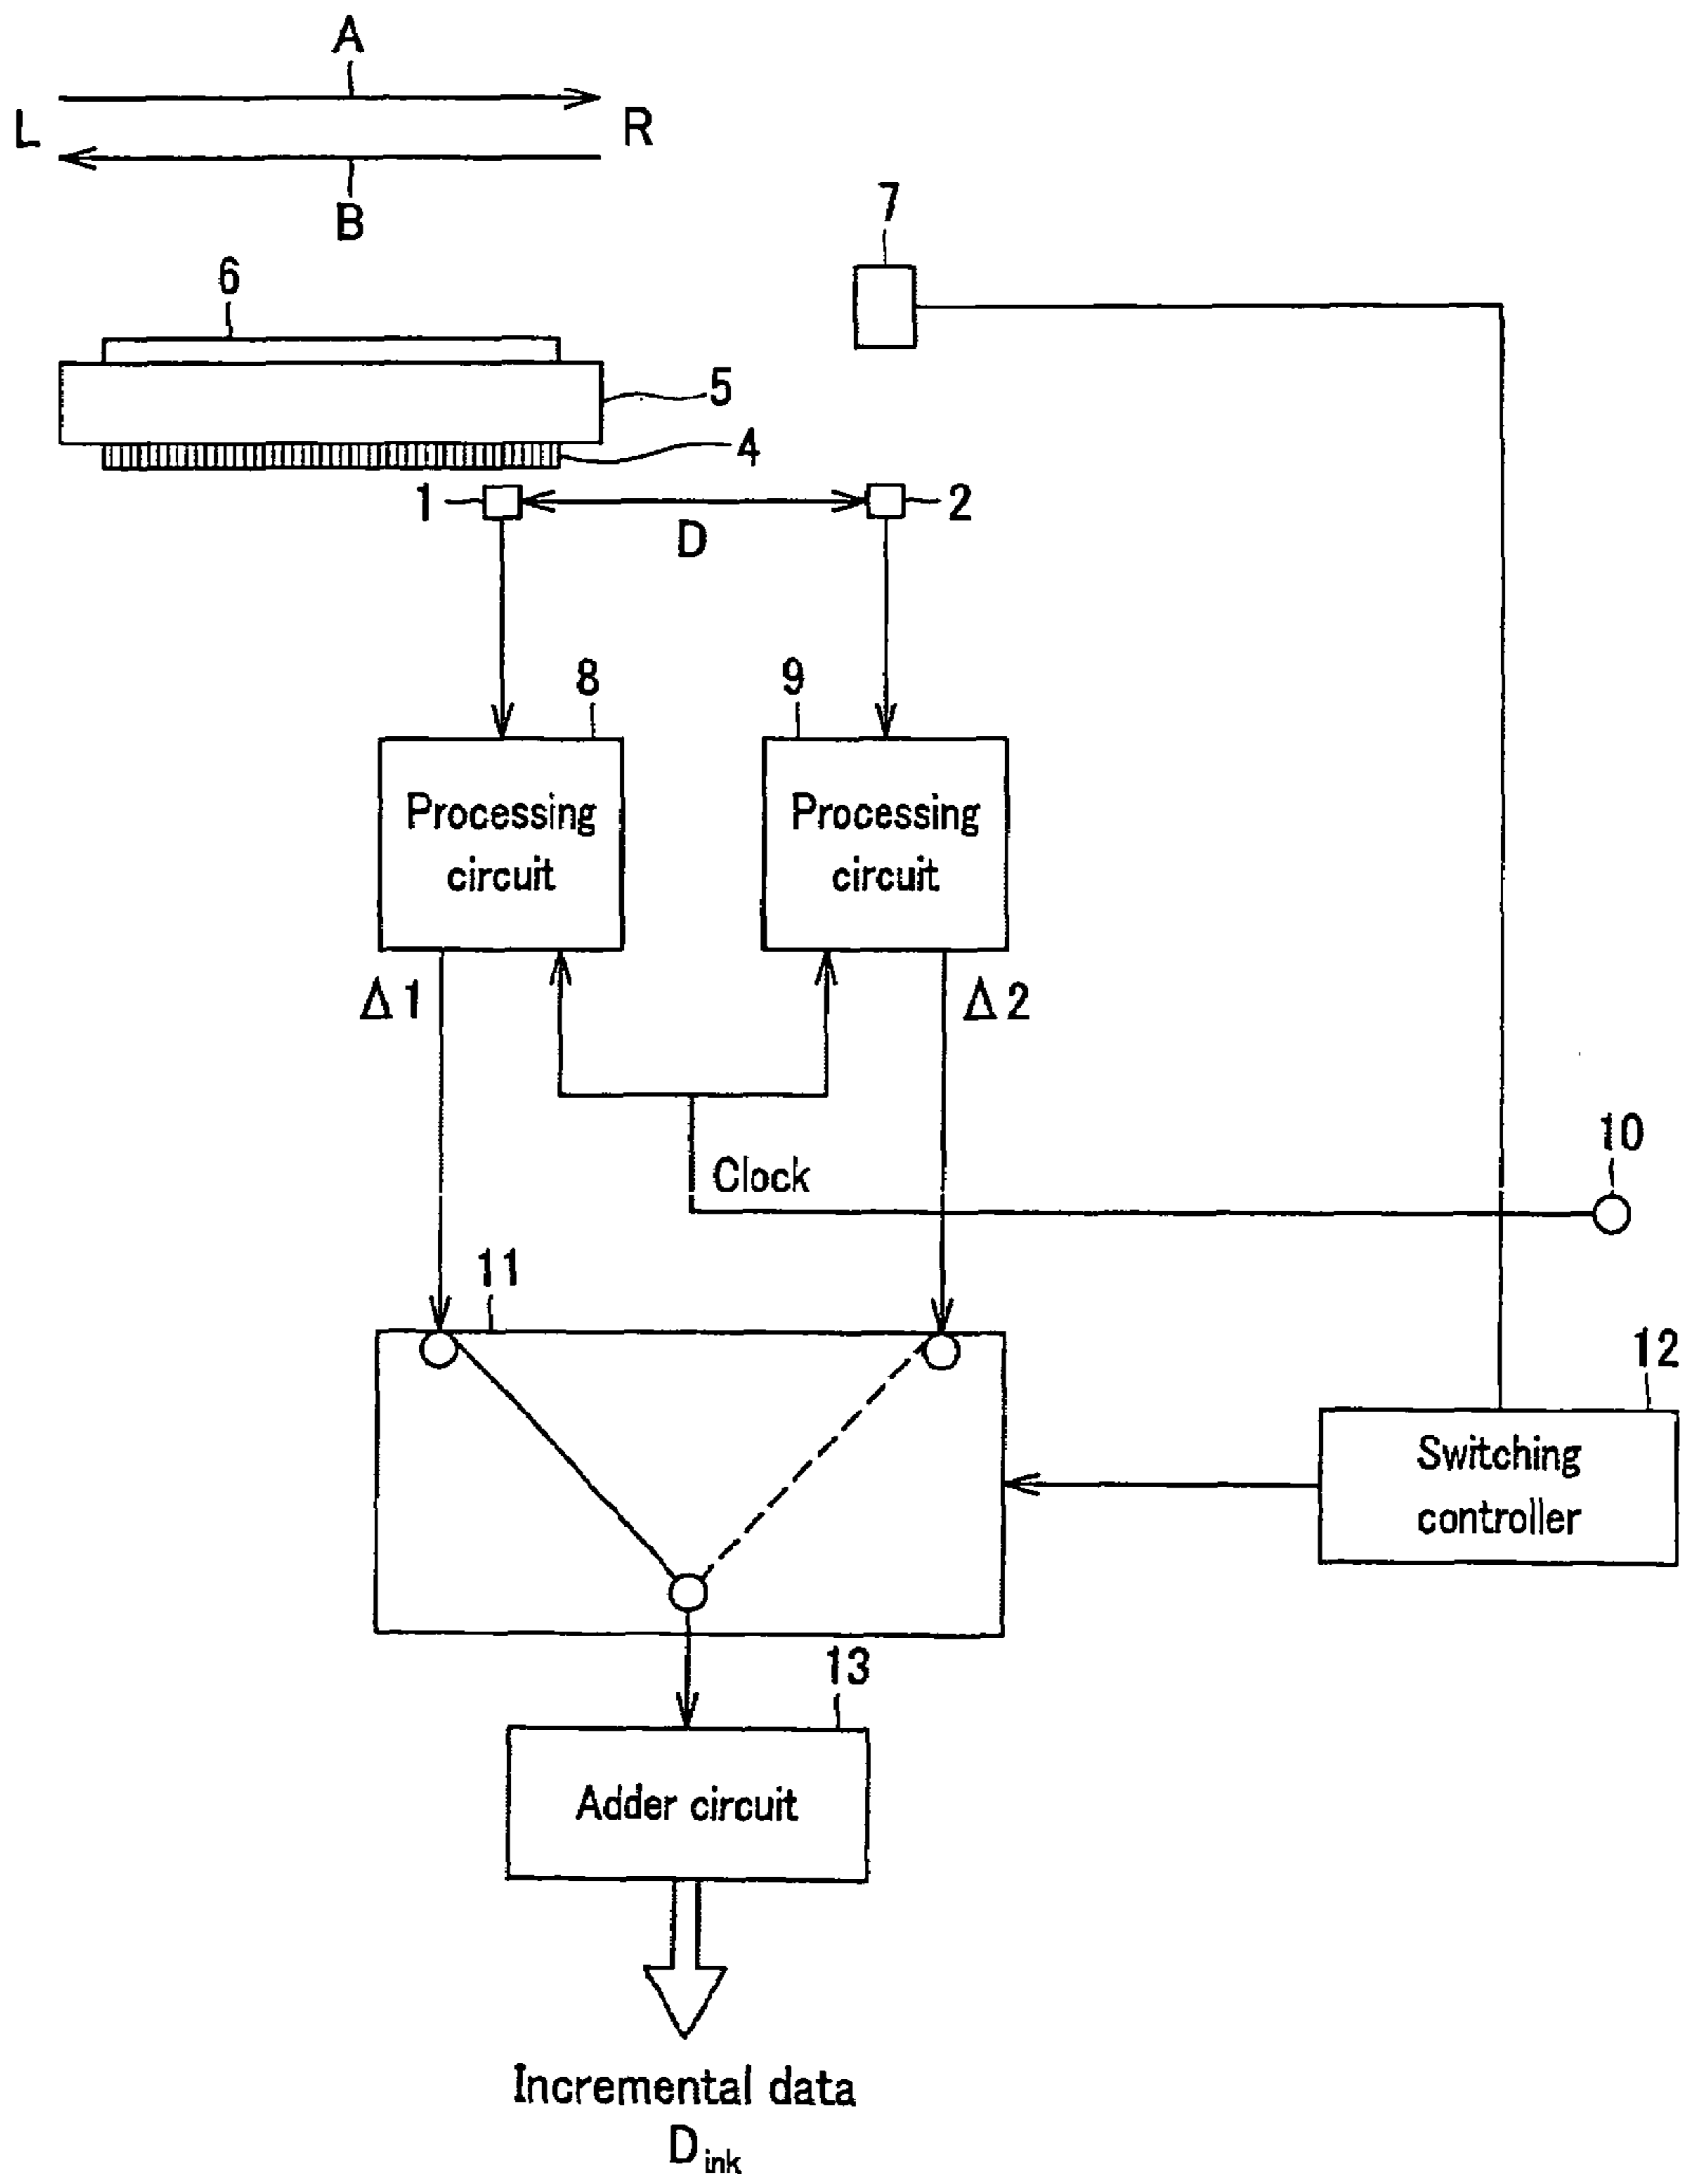 A
L
R
B
7
6
5
4
1
2
D
8
9
Processing
circuit
Processing
circuit
Δ1
Δ2
10
Clock
11
12
Switching
controller
13
Adder circuit
Incremental data
Dink